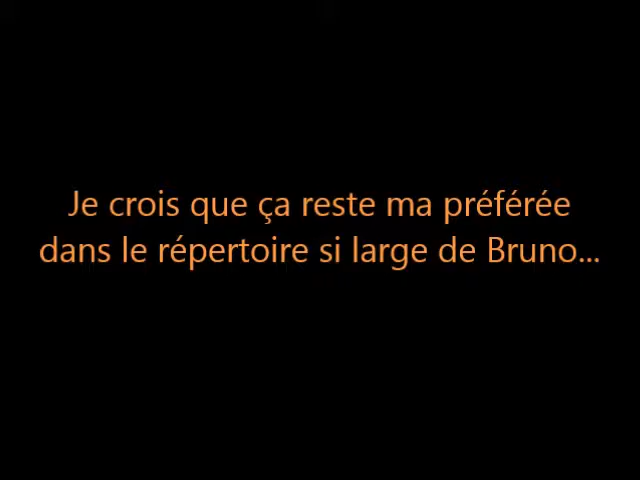 Je crois que ça reste ma préférée
dans le répertoire si large de Bruno...